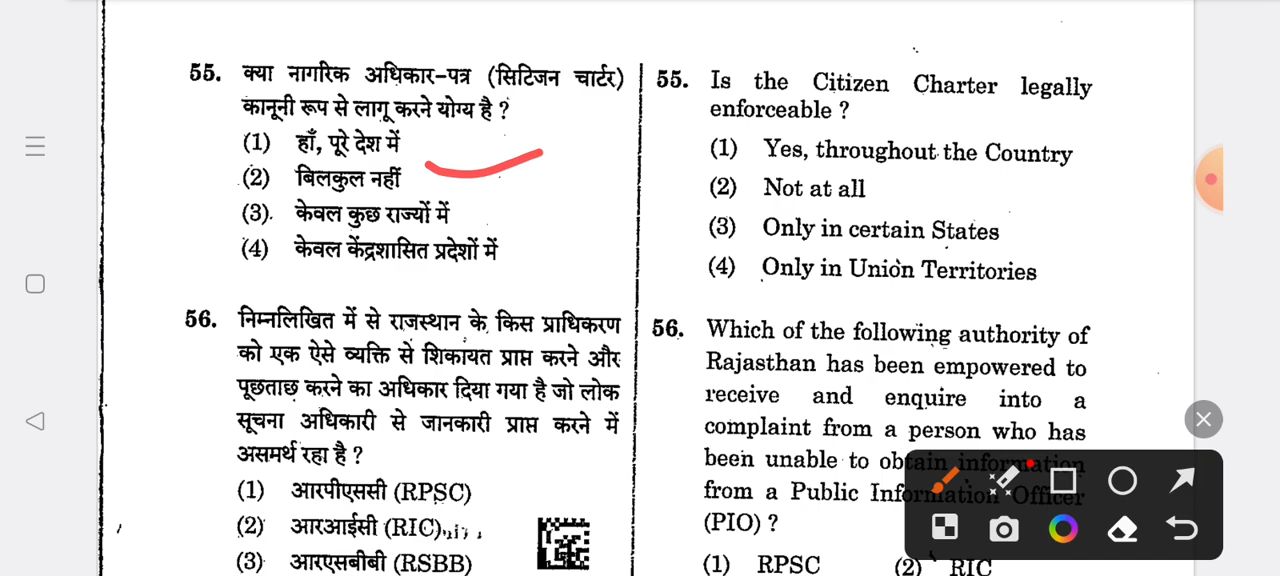 55. क्या नागरिक अधिकार-पत्र (सिटिजन चार्टर)
कानूनी रूप से लागू करने योग्य है ?
(1) हाँ, पूरे देश में
(2) बिलकुल नहीं
(3). केवल कुछ राज्यों में
(4) केवल केंद्रशासित प्रदेशों में
56. निम्नलिखित में से राजस्थान के किस प्राधिकरण
को एक ऐसे व्यक्ति से शिकायत प्राप्त करने और
पूछताछ करने का अधिकार दिया गया है जो लोक
सूचना अधिकारी से जानकारी प्राप्त करने में
असमर्थ रहा है ?
(1) आरपीएससी (RPSC)
(2) आरआईसी (RIC)
(3) आरएसबीबी (RSBB)
55. Is the Citizen Charter legally
enforceable ?
(1) Yes, throughout the Country
(2) Not at all
(3) Only in certain States
(4) Only in Union Territories
56. Which of the following authority of
Rajasthan has been empowered to
receive and enquire into a
complaint from a person who has
been unable to obtain information
from a Public Information Officer
(PIO) ?
(1) RPSC (2) RIC